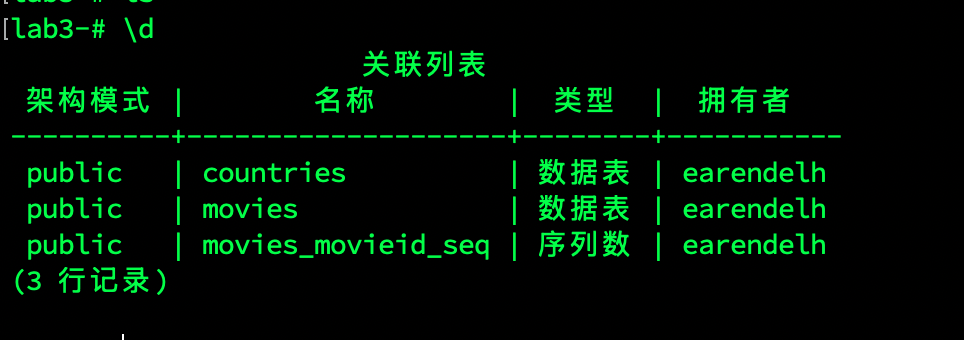 [lab3-# \d
关联列表
架构模式 | 名称 | 类型 | 拥有者
----------+--------------------+--------+-----------
public | countries | 数据表 | earendelh
public | movies | 数据表 | earendelh
public | movies_movieid_seq | 序列数 | earendelh
(3 行记录)